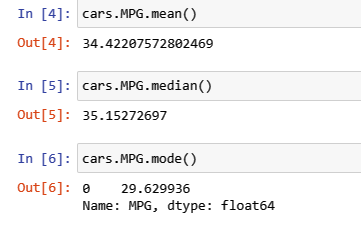 In [4]: cars.MPG.mean()
Out[4]: 34.42207572802469
In [5]: cars.MPG.median()
Out[5]: 35.15272697
In [6]: cars.MPG.mode()
Out[6]: 0    29.629936
Name: MPG, dtype: float64